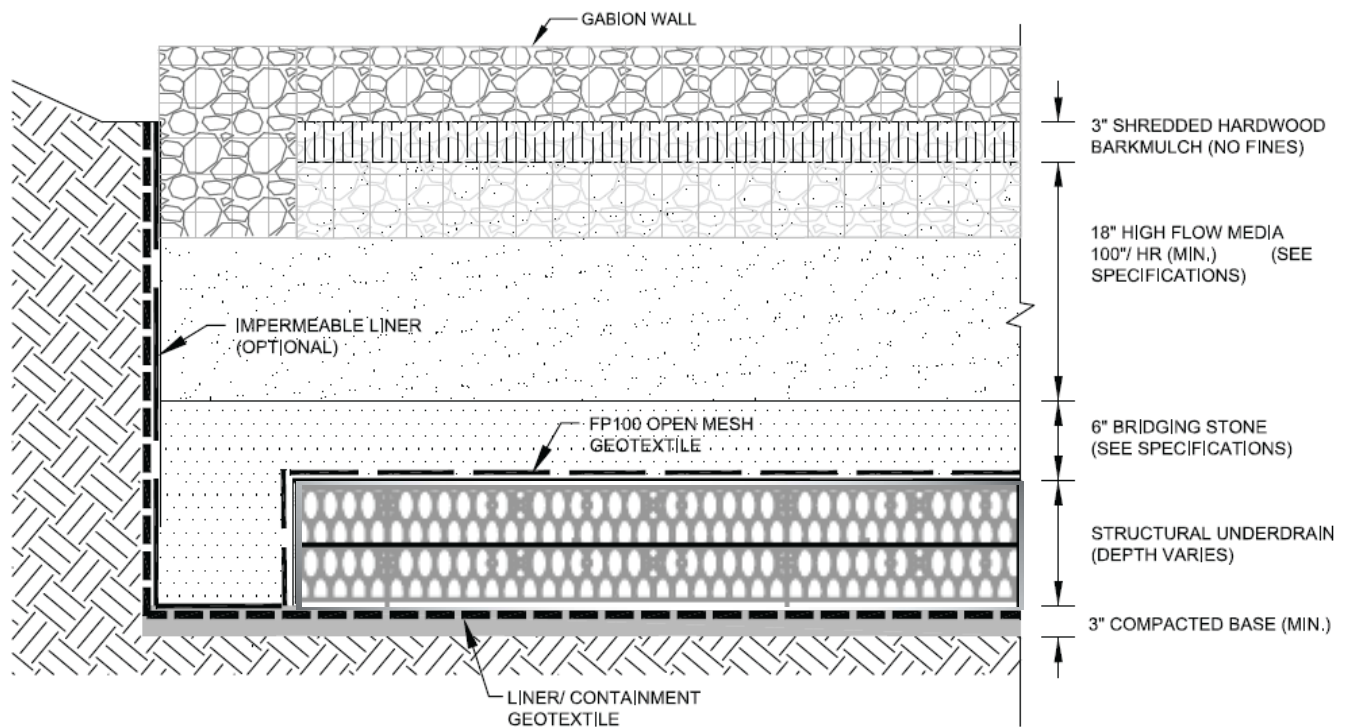 GABION WALL
3" SHREDDED HARDWOOD
BARKMULCH (NO FINES)
18" HIGH FLOW MEDIA
100"/ HR (MIN.) (SEE
SPECIFICATIONS)
IMPERMEABLE LINER
(OPTIONAL)
FP100 OPEN MESH
GEOTEXTILE
6" BRIDGING STONE
(SEE SPECIFICATIONS)
STRUCTURAL UNDERDRAIN
(DEPTH VARIES)
3" COMPACTED BASE (MIN.)
LINER/ CONTAINMENT
GEOTEXTILE